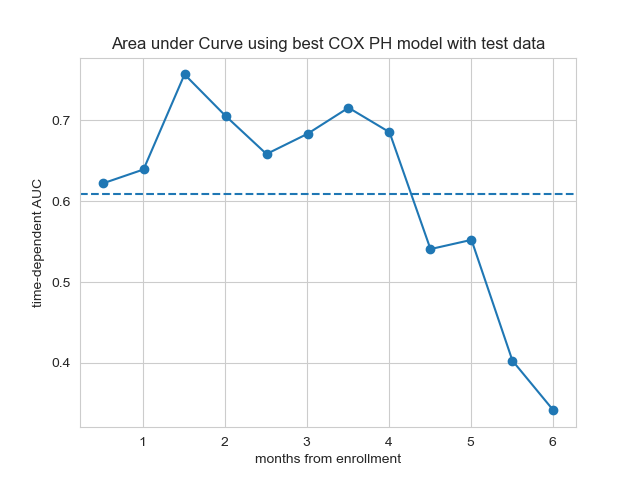 Area under Curve using best COX PH model with test data
time-dependent AUC
0.7
0.6
0.5
0.4
1 2 3 4 5 6
months from enrollment